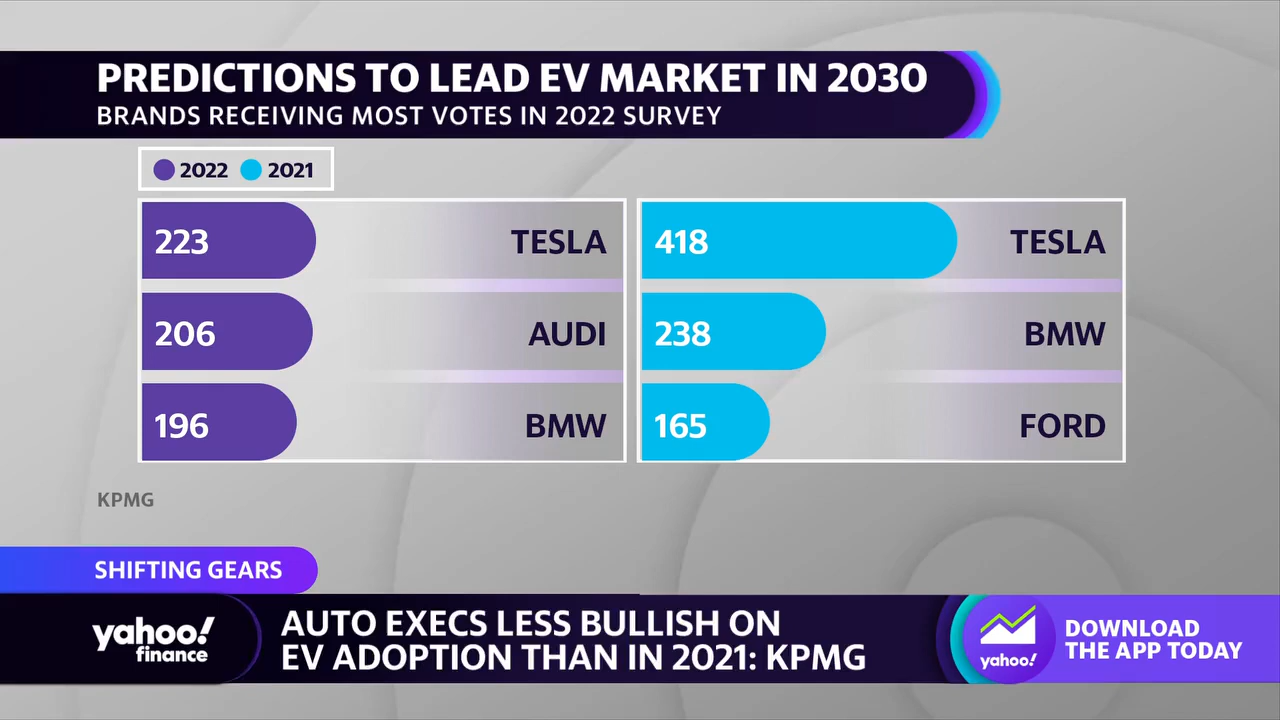 PREDICTIONS TO LEAD EV MARKET IN 2030
BRANDS RECEIVING MOST VOTES IN 2022 SURVEY
2022 2021
223 TESLA
206 AUDI
196 BMW
418 TESLA
238 BMW
165 FORD
KPMG
SHIFTING GEARS
yahoo!
finance
AUTO EXECS LESS BULLISH ON
EV ADOPTION THAN IN 2021: KPMG
yahoo!
DOWNLOAD
THE APP TODAY